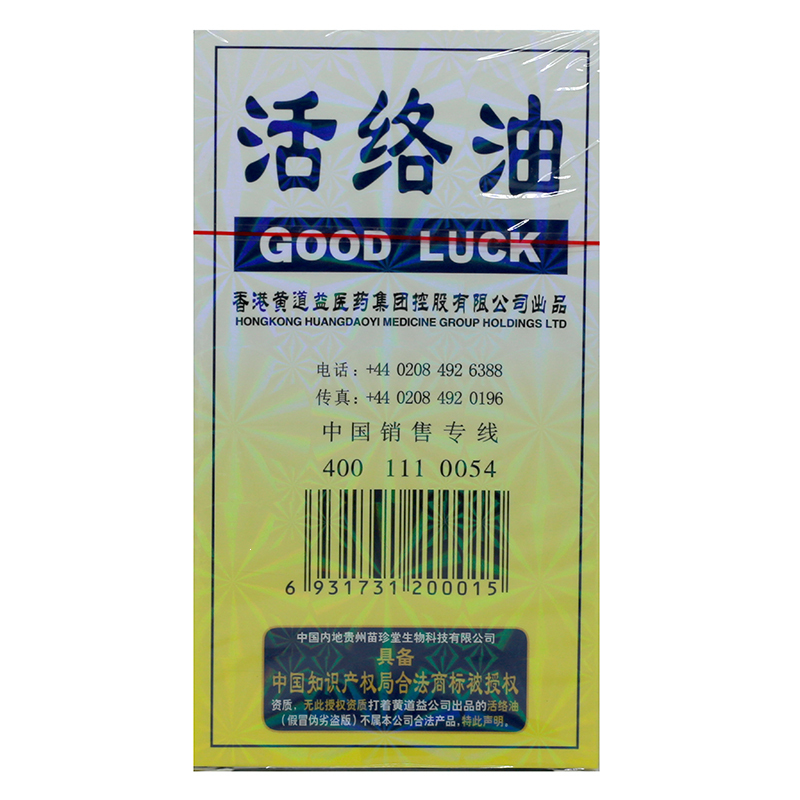 活络油
GOOD LUCK
香港黄道益医药集团控股有限公司出品
HONGKONG HUANGDAOYI MEDICINE GROUP HOLDINGS LTD
电话：+44 0208 492 6388
传真：+44 0208 492 0196
中国销售专线
400 111 0054
6 931731 200015
中国内地贵州苗珍堂生物科技有限公司
具备
中国知识产权局合法商标被授权
资质，无此授权资质打着黄道益公司出品的活络油
（假冒伪劣盗版）不属本公司合法产品，特此声明。